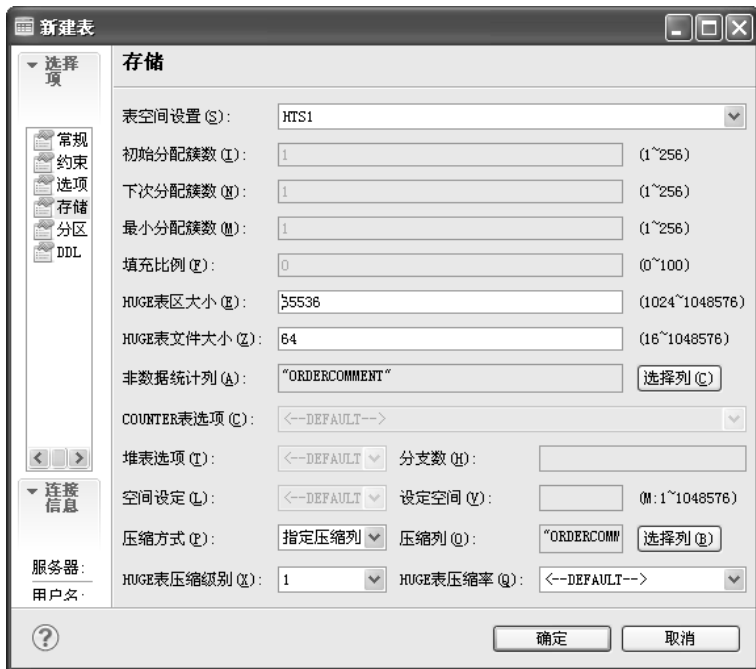 新建表
选择项
常规
约束
选项
存储
分区
DDL
连接信息
服务器:
用户名:
存储
表空间设置(S): HTS1
初始分配簇数(I): 1 (1~256)
下次分配簇数(N): 1 (1~256)
最小分配簇数(M): 1 (1~256)
填充比例(F): 0 (0~100)
HUGE表区大小(E): 65536 (1024~1048576)
HUGE表文件大小(Z): 64 (16~1048576)
非数据统计列(A): "ORDERCOMMENT" 选择列(C)
COUNTER表选项(C): <--DEFAULT-->
堆表选项(T): <--DEFAULT 分支数(H):
空间设定(L): <--DEFAULT 设定空间(V): (M:1~1048576)
压缩方式(P): 指定压缩列 压缩列(O): "ORDERCOMM 选择列(B)
HUGE表压缩级别(X): 1 HUGE表压缩率(Q): <--DEFAULT-->
确定 取消